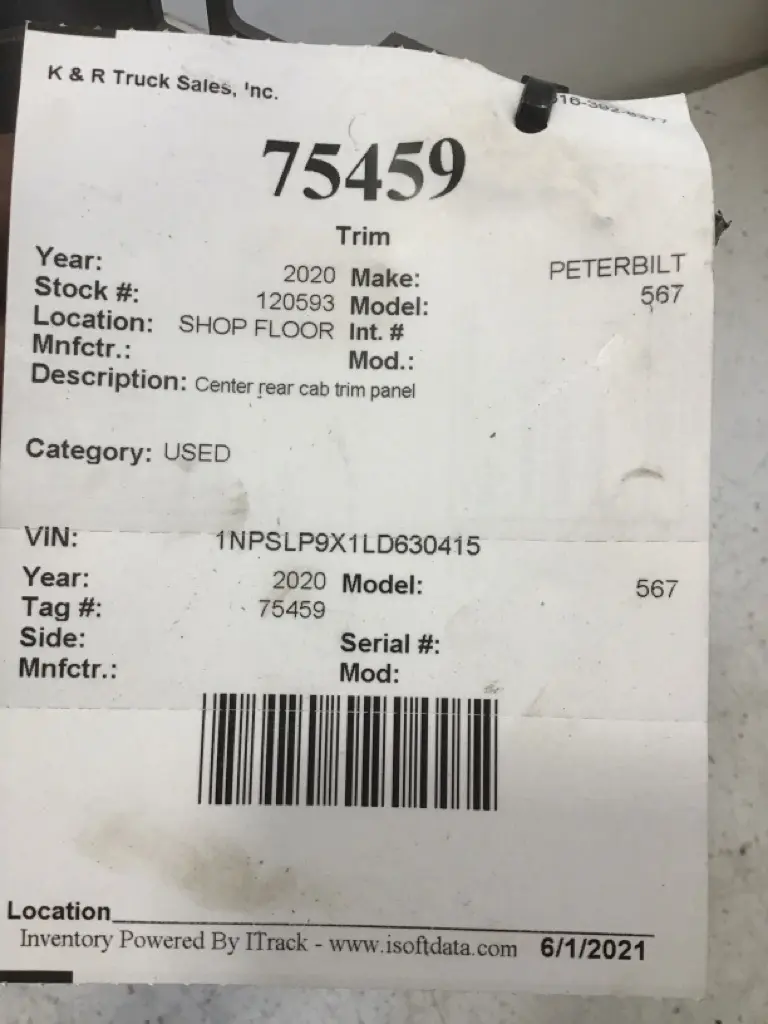 K & R Truck Sales, Inc.
75459
Trim
Year: 2020 Make: PETERBILT
Stock #: 120593 Model: 567
Location: SHOP FLOOR Int. #
Mnfctr.: Mod.:
Description: Center rear cab trim panel
Category: USED
VIN: 1NPSLP9X1LD630415
Year: 2020 Model: 567
Tag #: 75459
Side: Serial #:
Mnfctr.: Mod:
Location
Inventory Powered By ITrack - www.isoftdata.com 6/1/2021